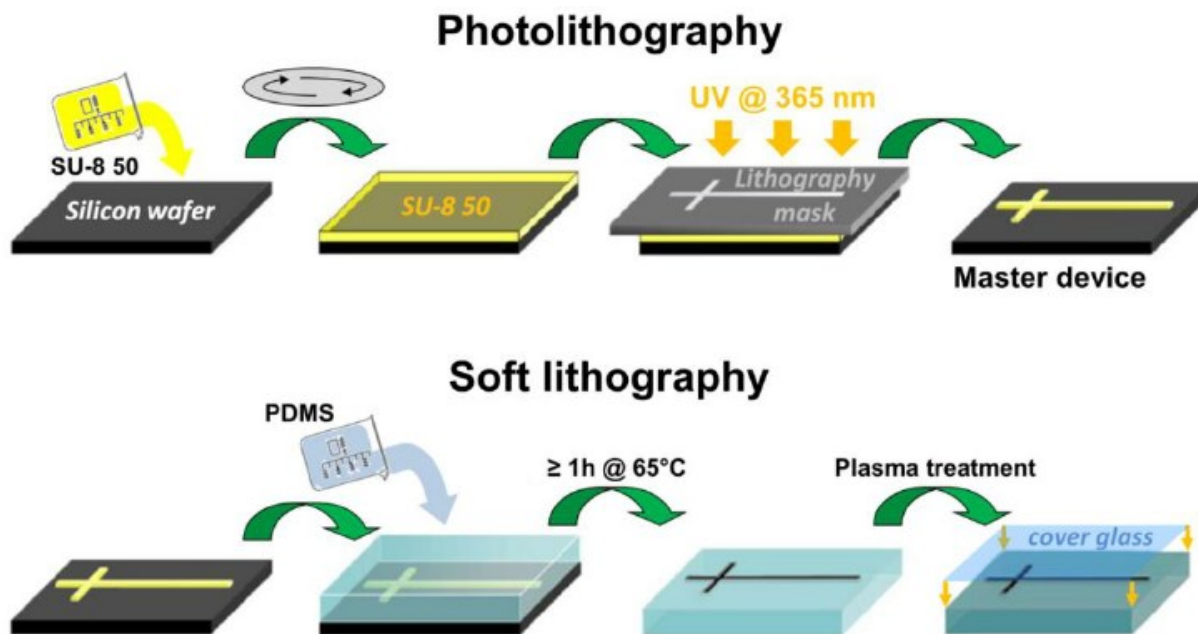 Photolithography
SU-8 50
Silicon wafer
SU-8 50
UV @ 365 nm
Lithography
mask
Master device
Soft lithography
PDMS
≥ 1h @ 65°C
Plasma treatment
cover glass